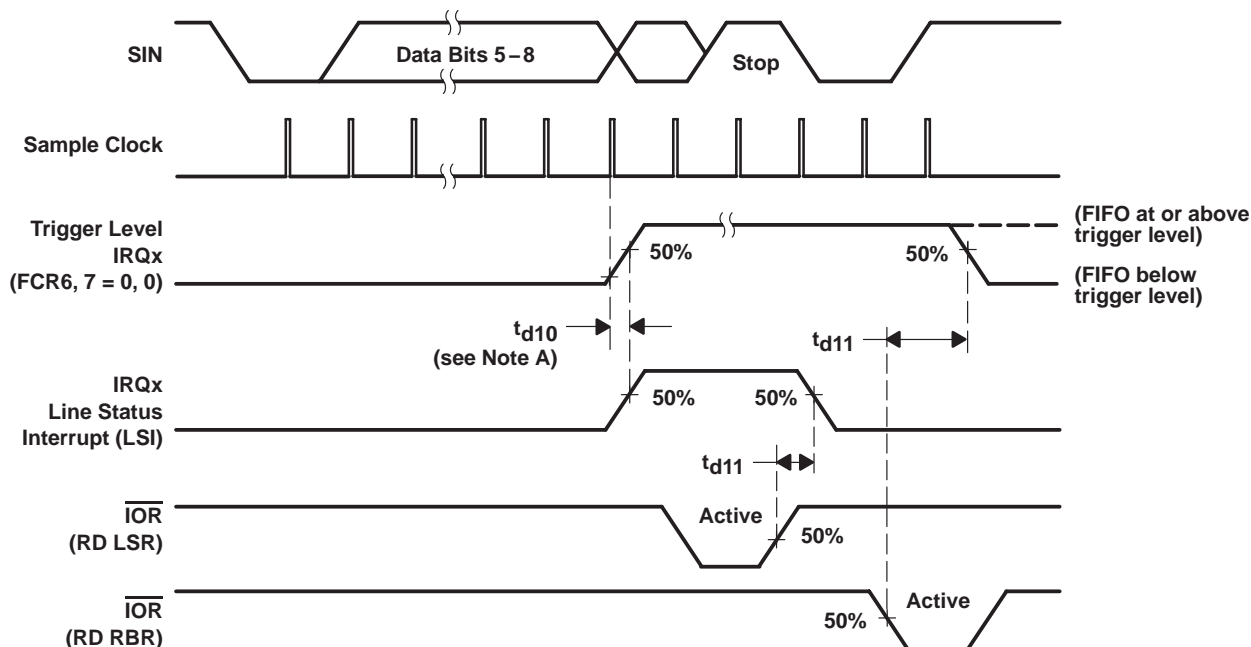 SIN
Data Bits 5–8
Stop
Sample Clock
Trigger Level
IRQx
(FCR6, 7 = 0, 0)
50%
50%
(FIFO at or above
trigger level)
(FIFO below
trigger level)
td10
(see Note A)
td11
IRQx
Line Status
Interrupt (LSI)
50%
50%
td11
IOR
(RD LSR)
Active
50%
IOR
(RD RBR)
50%
Active